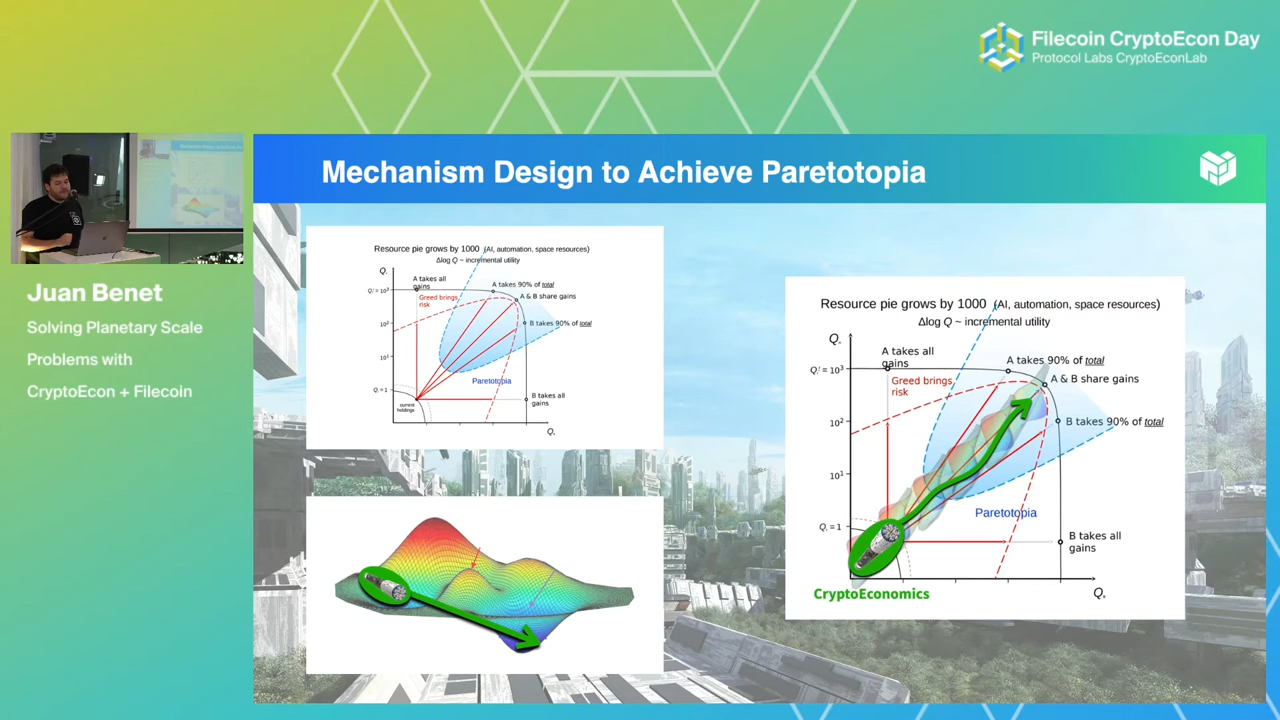 Filecoin CryptoEcon Day
Protocol Labs CryptoEconLab
Mechanism Design to Achieve Paretotopia
Juan Benet
Solving Planetary Scale
Problems with
CryptoEcon + Filecoin
Resource pie grows by 1000 (AI, automation, space resources)
Δlog Q ~ incremental utility
A takes all
gains
Greed brings
risk
A takes 90% of total
A & B share gains
B takes 90% of total
10²
10¹
Paretotopia
current
holdings
B takes all
gains
Resource pie grows by 1000 (AI, automation, space resources)
Δlog Q ~ incremental utility
A takes all
gains
Greed brings
risk
A takes 90% of total
A & B share gains
B takes 90% of total
10²
10¹
Paretotopia
B takes all
gains
CryptoEconomics